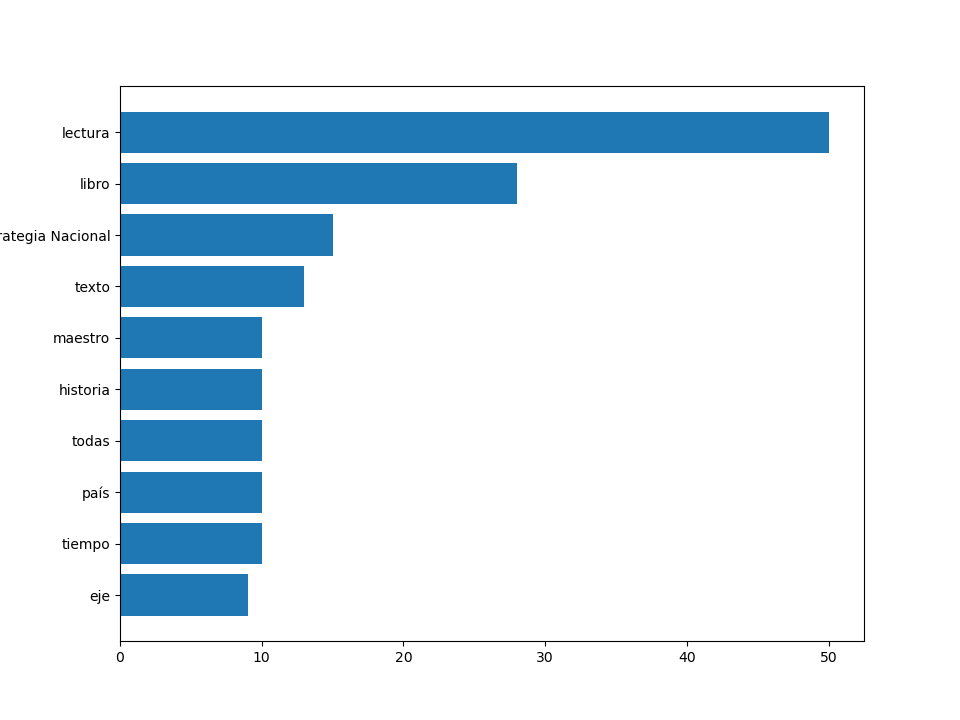 lectura
libro
rategia Nacional
texto
maestro
historia
todas
país
tiempo
eje
0 10 20 30 40 50